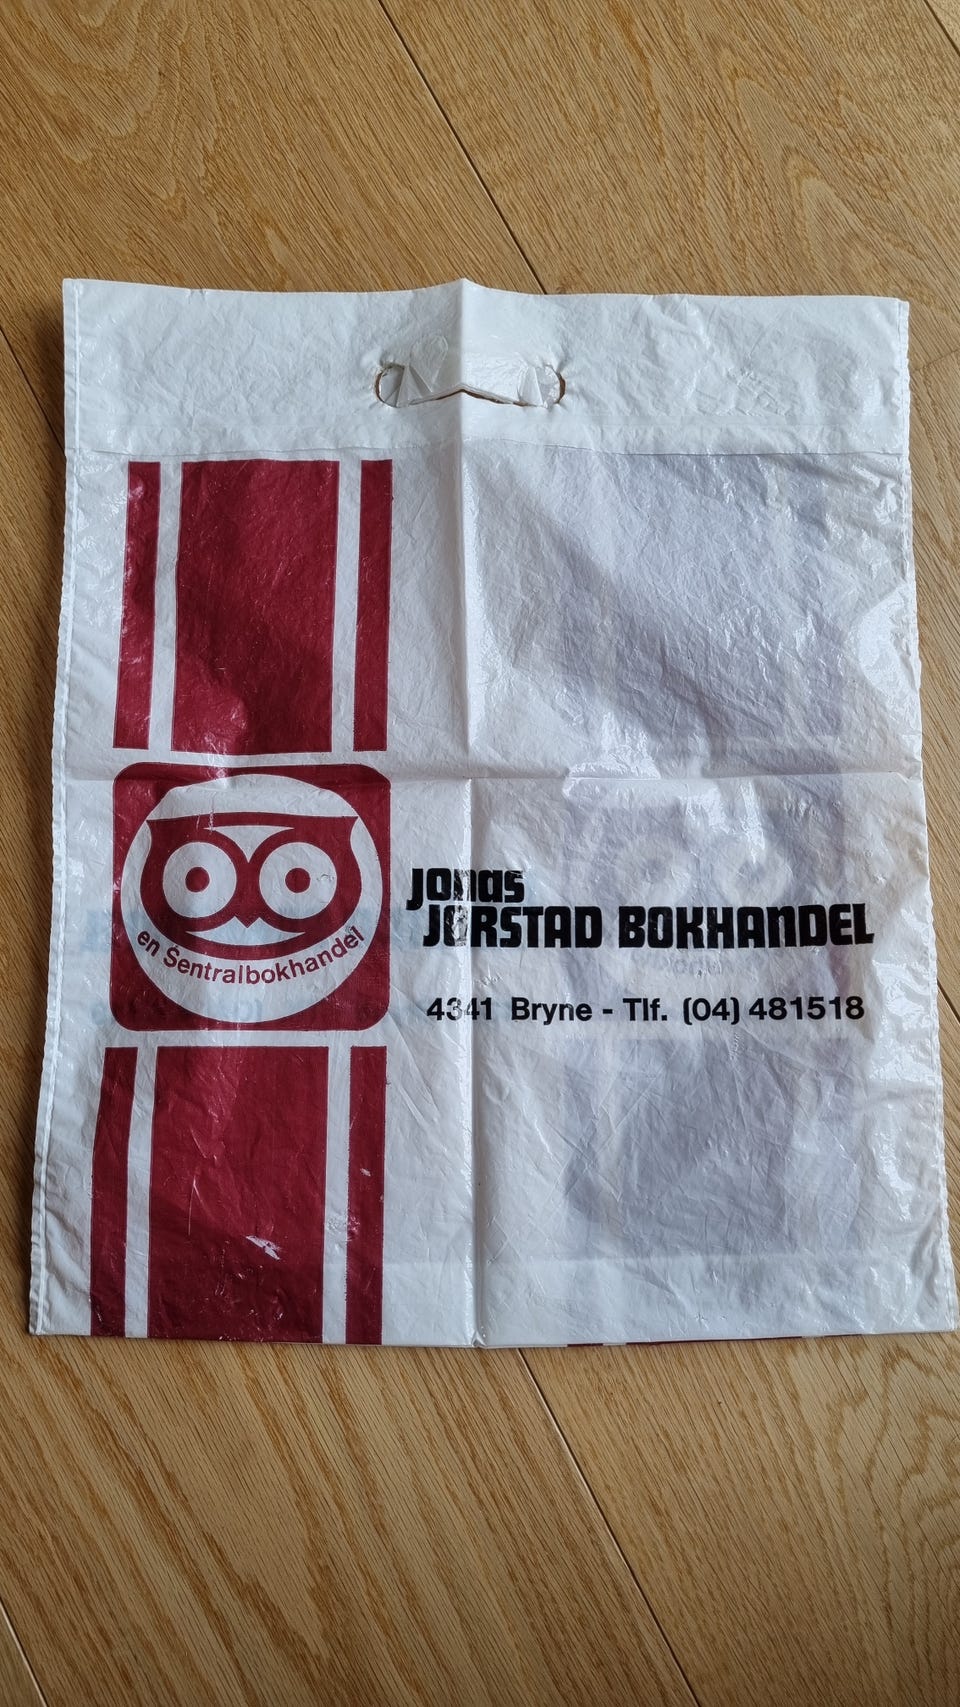 en Sentralbokhandel
Jonas
JØRSTAD BOKHANDEL
4341 Bryne - Tlf. (04) 481518